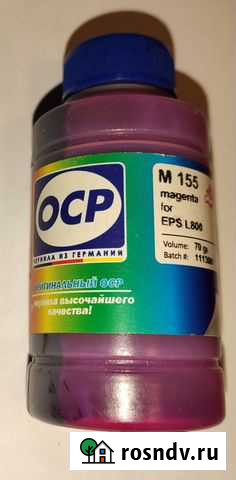 OCP
ЧЕРНИЛА ИЗ ГЕРМАНИИ
ОРИГИНАЛЬНЫЙ OCP
высочайшего
качества!
M 155
magenta
for
EPS L800
Volume: 70 gr
Batch #:
rosndv.ru